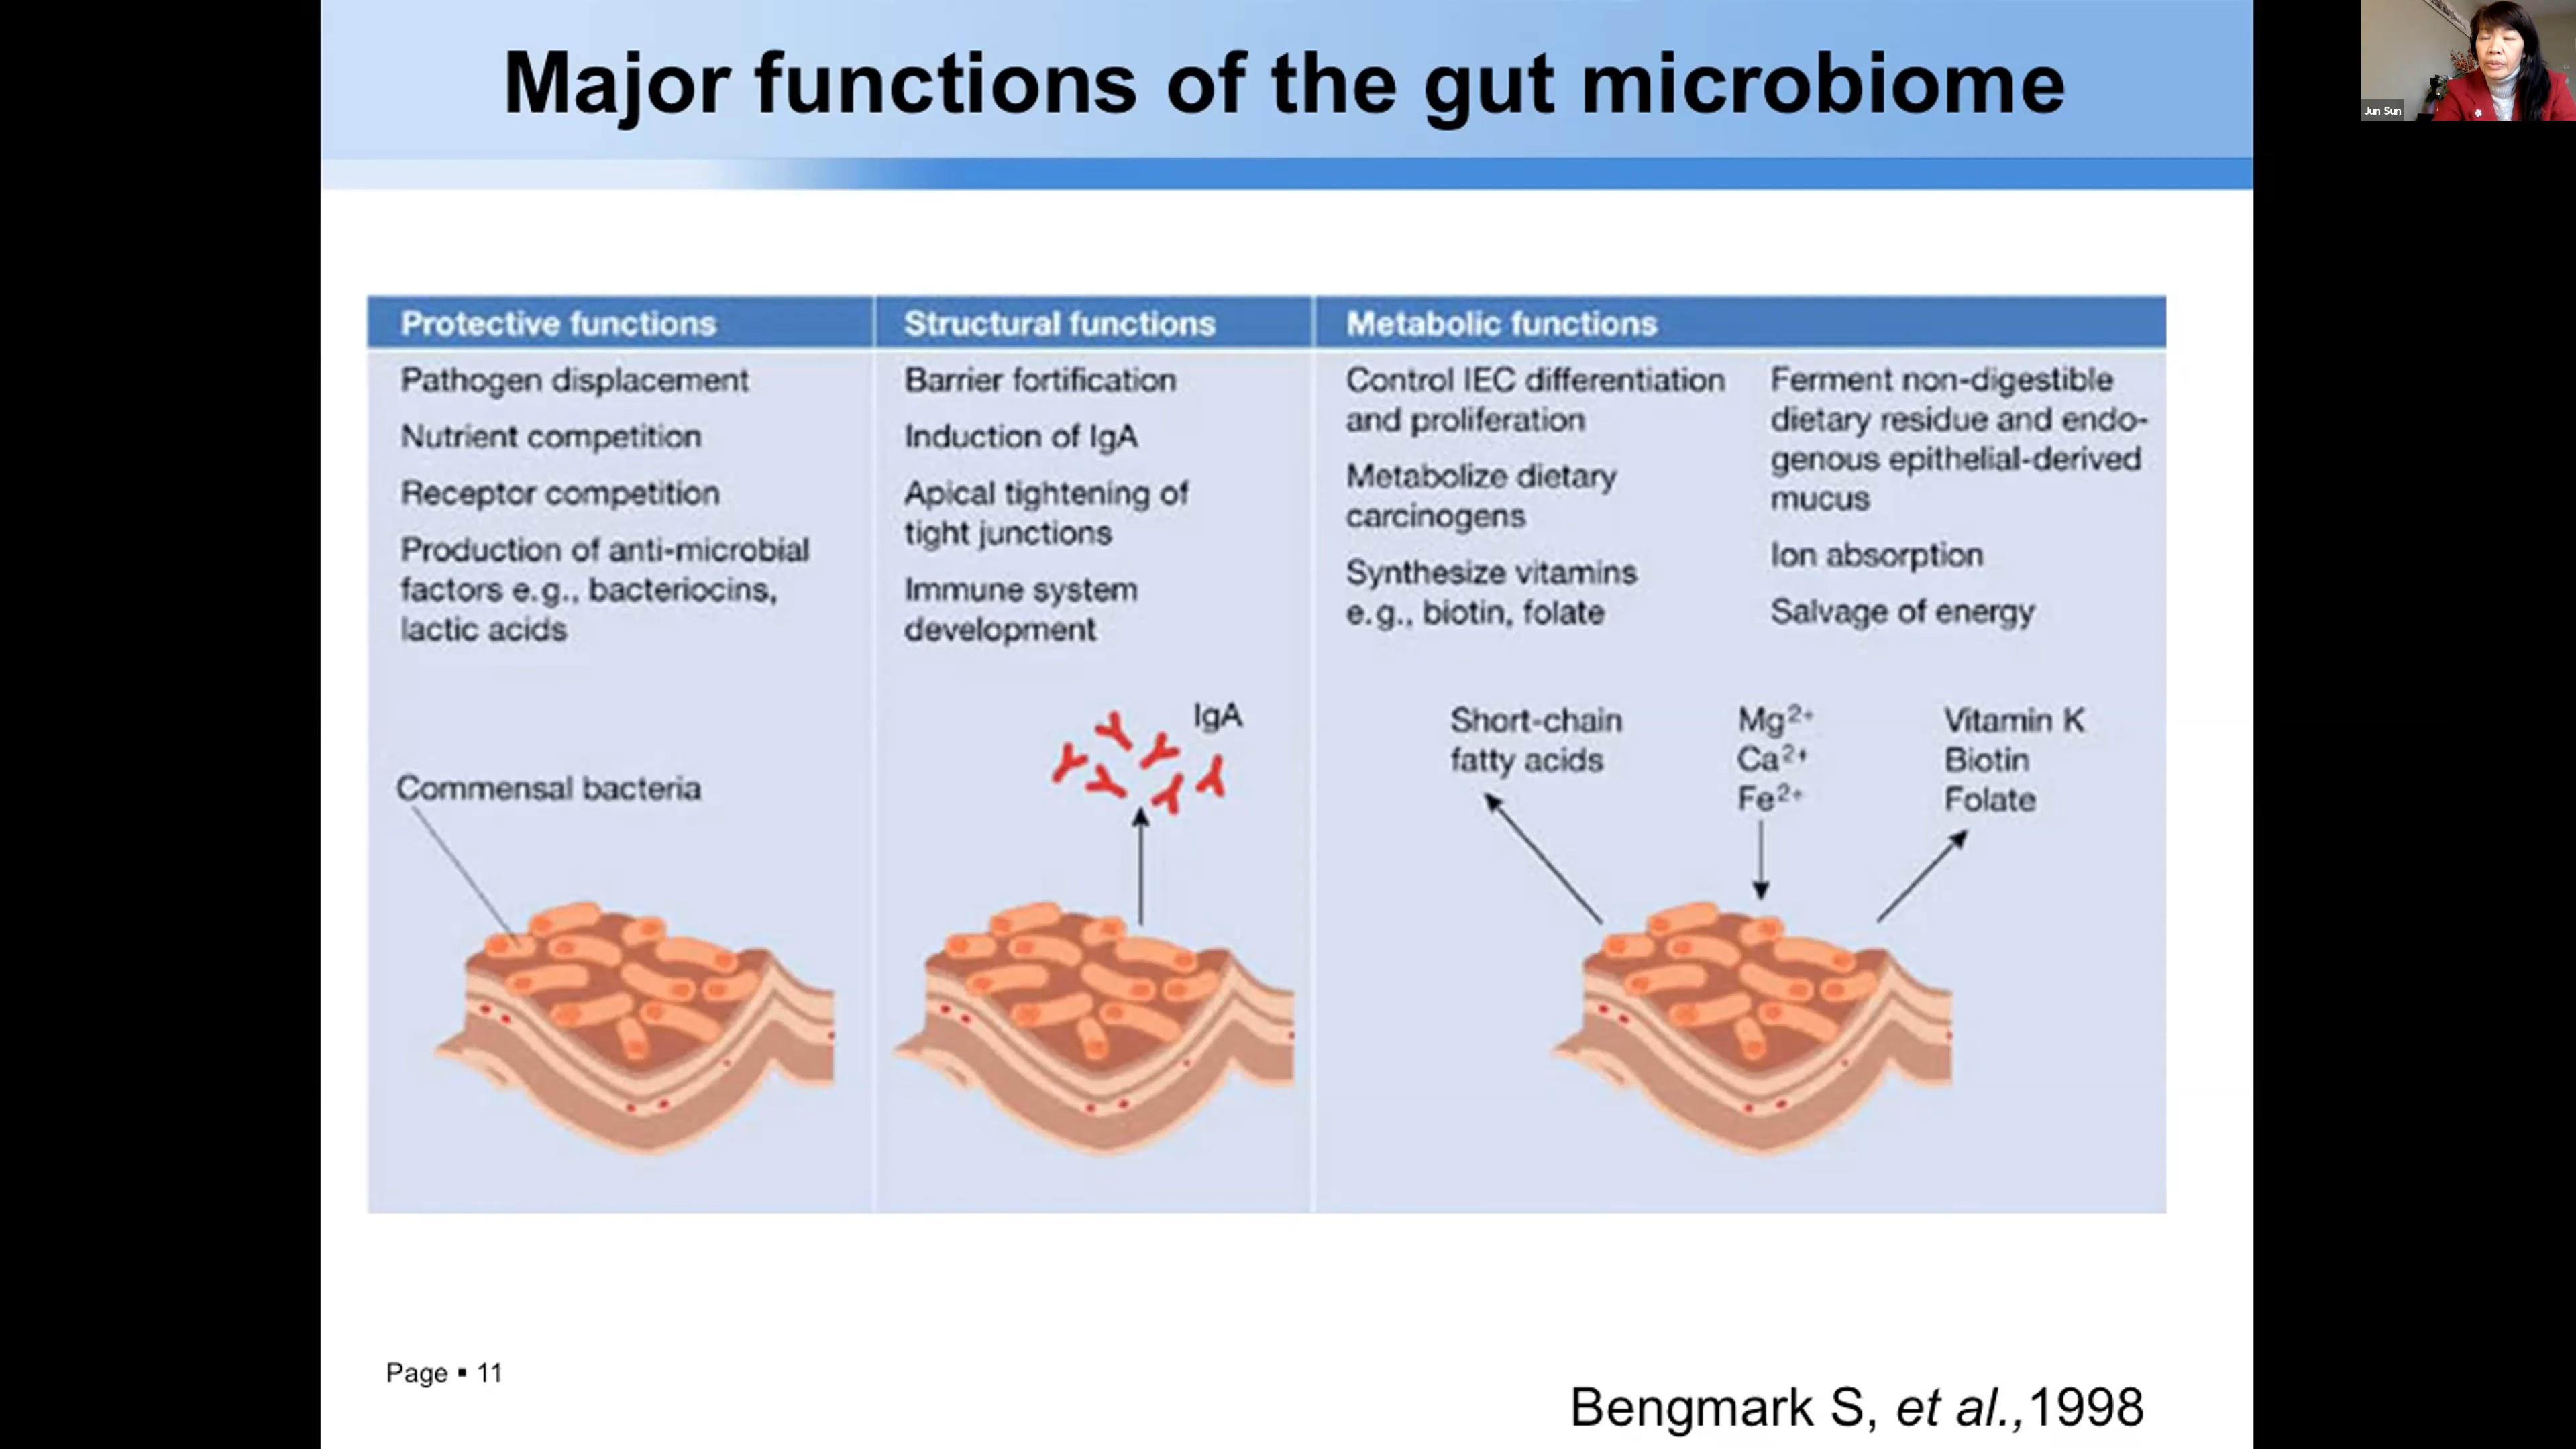 Major functions of the gut microbiome
Jun Sun
Protective functions
Pathogen displacement
Nutrient competition
Receptor competition
Production of anti-microbial
factors e.g., bacteriocins,
lactic acids
Commensal bacteria
Structural functions
Barrier fortification
Induction of IgA
Apical tightening of
tight junctions
Immune system
development
IgA
Metabolic functions
Control IEC differentiation
and proliferation
Metabolize dietary
carcinogens
Synthesize vitamins
e.g., biotin, folate
Ferment non-digestible
dietary residue and endo-
genous epithelial-derived
mucus
Ion absorption
Salvage of energy
Short-chain
fatty acids
Mg²⁺
Ca²⁺
Fe²⁺
Vitamin K
Biotin
Folate
Page ▪ 11
Bengmark S, et al.,1998